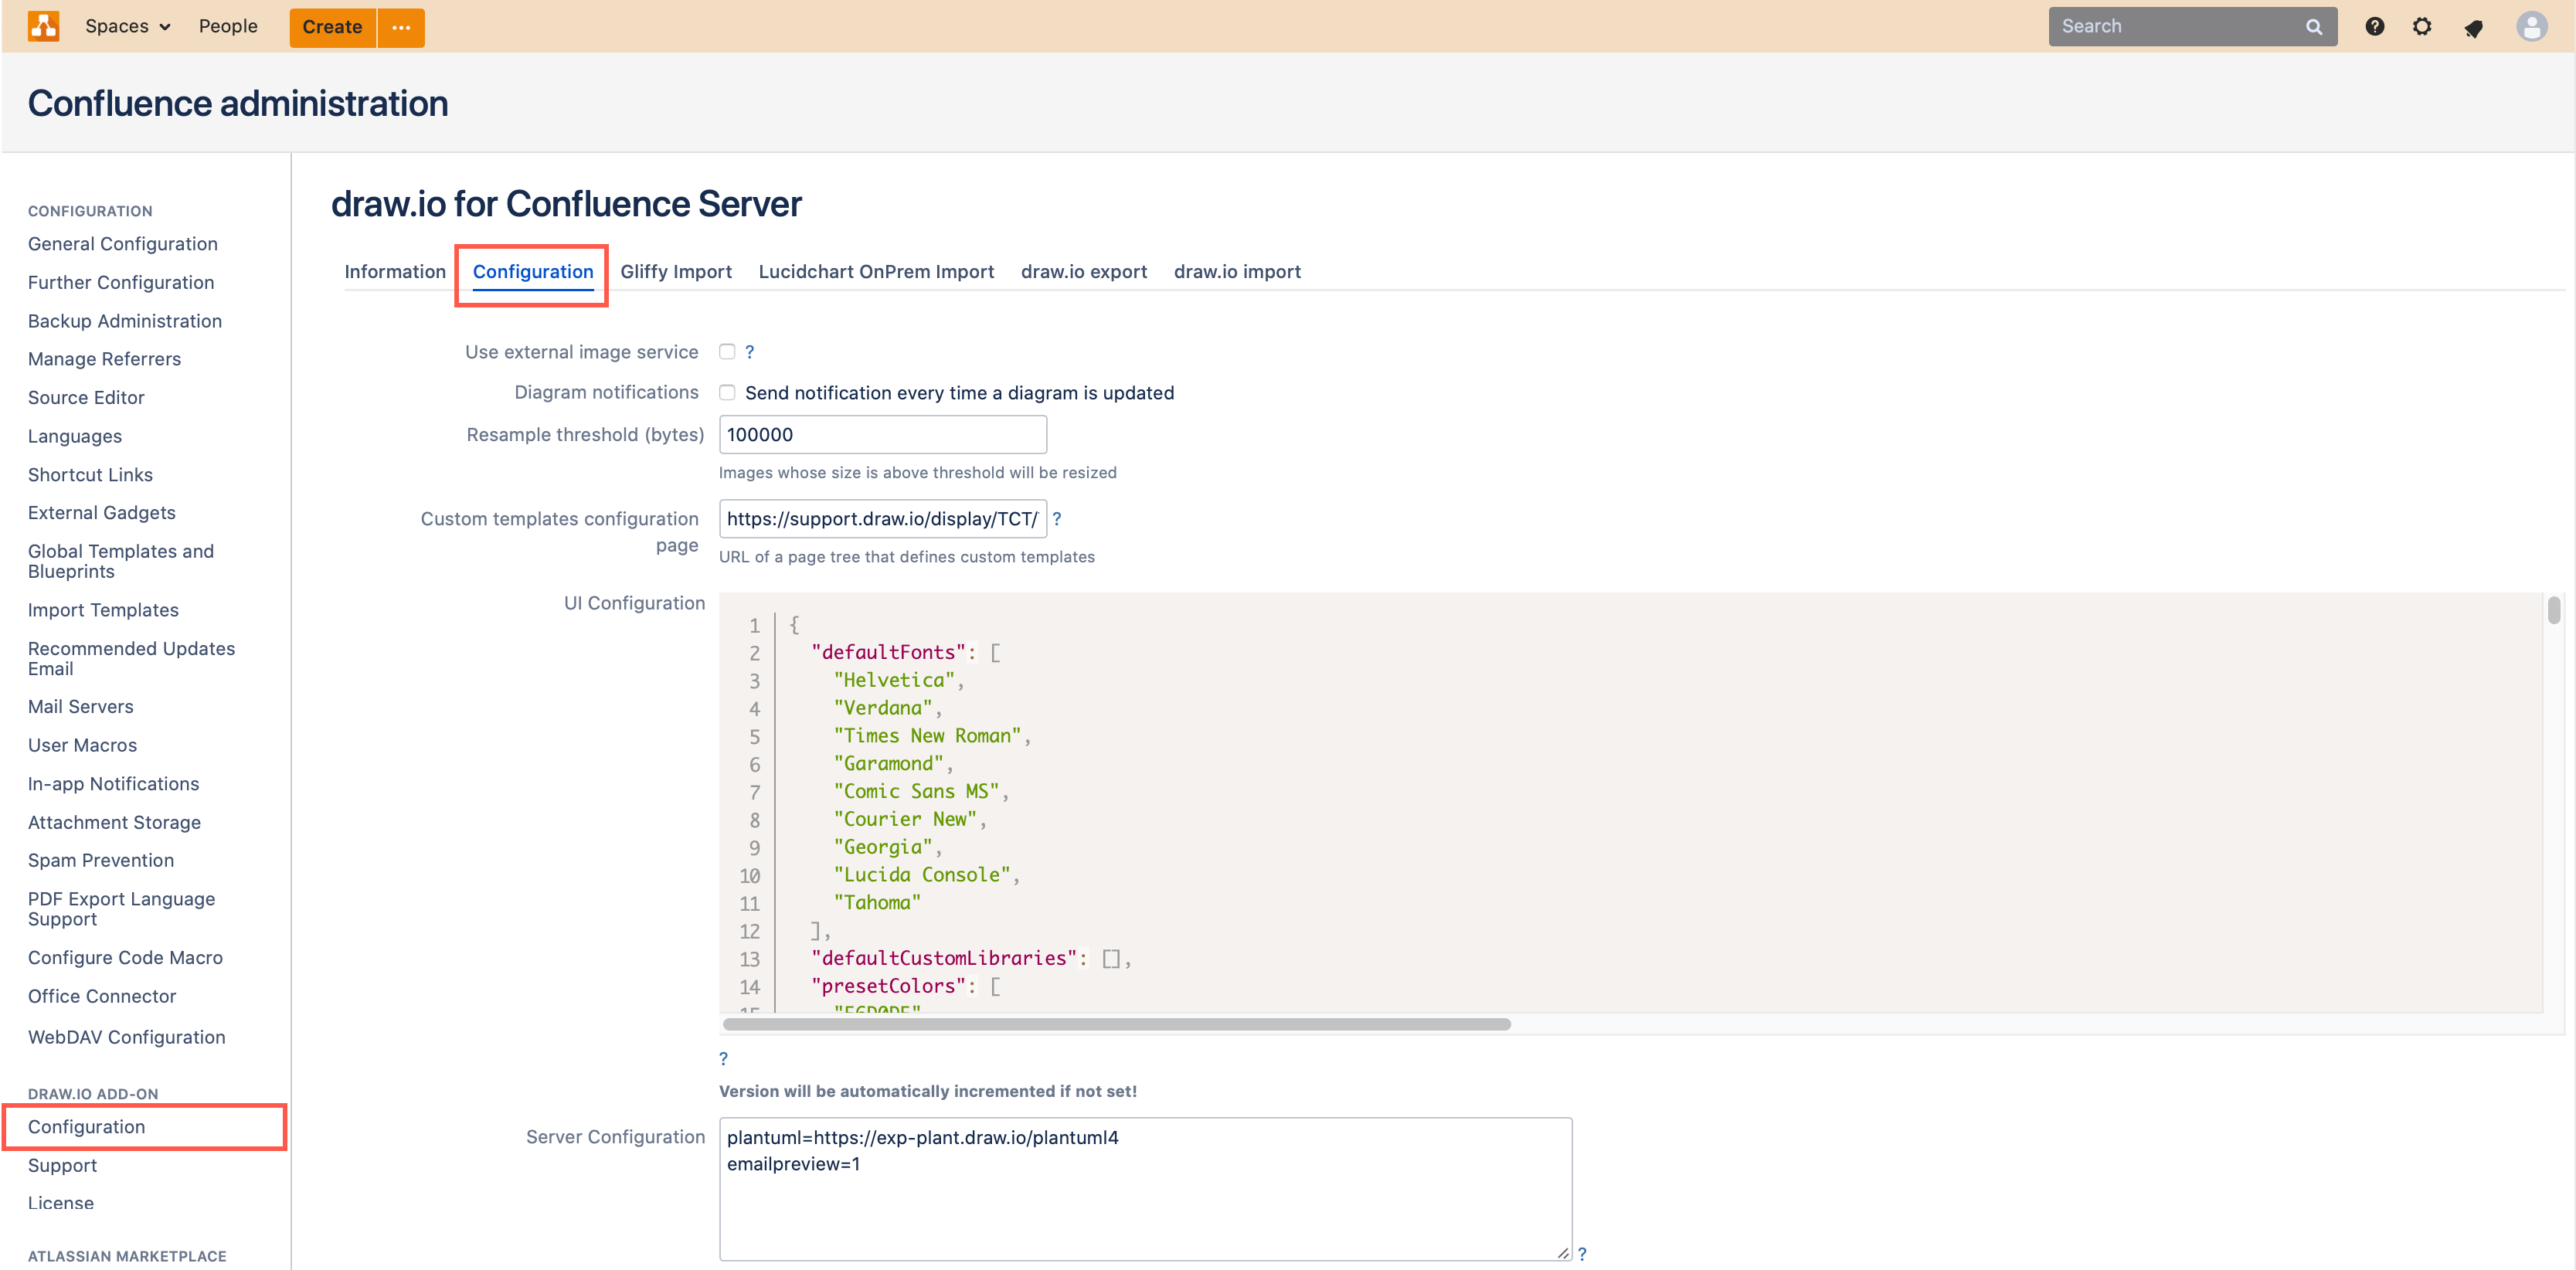 Spaces
People
Create
Search
Confluence administration
CONFIGURATION
General Configuration
Further Configuration
Backup Administration
Manage Referrers
Source Editor
Languages
Shortcut Links
External Gadgets
Global Templates and
Blueprints
Import Templates
Recommended Updates
Email
Mail Servers
User Macros
In-app Notifications
Attachment Storage
Spam Prevention
PDF Export Language
Support
Configure Code Macro
Office Connector
WebDAV Configuration
DRAW.IO ADD-ON
Configuration
Support
License
ATLASSIAN MARKETPLACE
draw.io for Confluence Server
Information Configuration Gliffy Import Lucidchart OnPrem Import draw.io export draw.io import
Use external image service ?
Diagram notifications Send notification every time a diagram is updated
Resample threshold (bytes) 100000
Images whose size is above threshold will be resized
Custom templates configuration
page
https://support.draw.io/display/TCT/ ?
URL of a page tree that defines custom templates
UI Configuration
1 {
2 "defaultFonts": [
3 "Helvetica",
4 "Verdana",
5 "Times New Roman",
6 "Garamond",
7 "Comic Sans MS",
8 "Courier New",
9 "Georgia",
10 "Lucida Console",
11 "Tahoma"
12 ],
13 "defaultCustomLibraries": [],
14 "presetColors": [
15
?
Version will be automatically incremented if not set!
Server Configuration
plantuml=https://exp-plant.draw.io/plantuml4
emailpreview=1
?